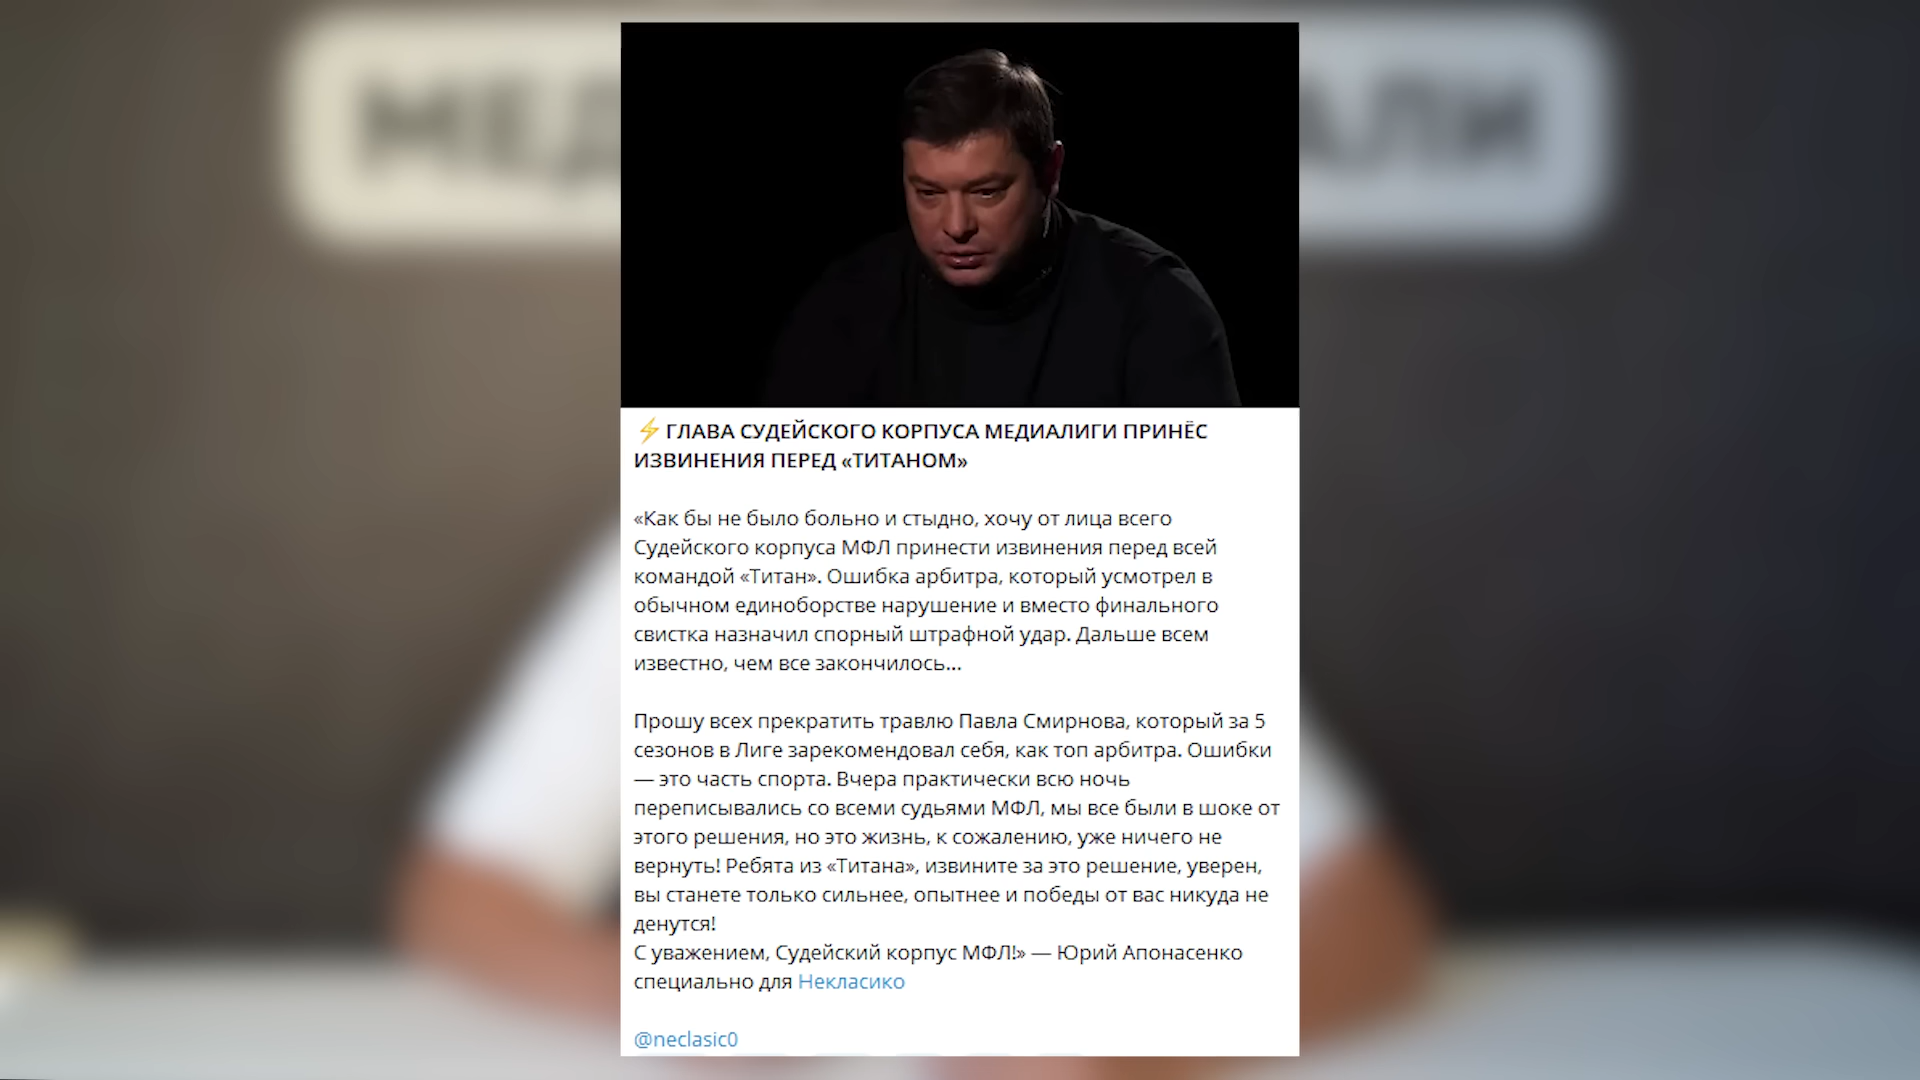 МЕД
АЛИ
⚡ГЛАВА СУДЕЙСКОГО КОРПУСА МЕДИАЛИГИ ПРИНЁС
ИЗВИНЕНИЯ ПЕРЕД «ТИТАНОМ»
«Как бы не было больно и стыдно, хочу от лица всего
Судейского корпуса МФЛ принести извинения перед всей
командой «Титан». Ошибка арбитра, который усмотрел в
обычном единоборстве нарушение и вместо финального
свистка назначил спорный штрафной удар. Дальше всем
известно, чем все закончилось...
Прошу всех прекратить травлю Павла Смирнова, который за 5
сезонов в Лиге зарекомендовал себя, как топ арбитра. Ошибки
— это часть спорта. Вчера практически всю ночь
переписывались со всеми судьями МФЛ, мы все были в шоке от
этого решения, но это жизнь, к сожалению, уже ничего не
вернуть! Ребята из «Титана», извините за это решение, уверен,
вы станете только сильнее, опытнее и победы от вас никуда не
денутся!
С уважением, Судейский корпус МФЛ!» — Юрий Апонасенко
специально для Некласико
@neclasic0